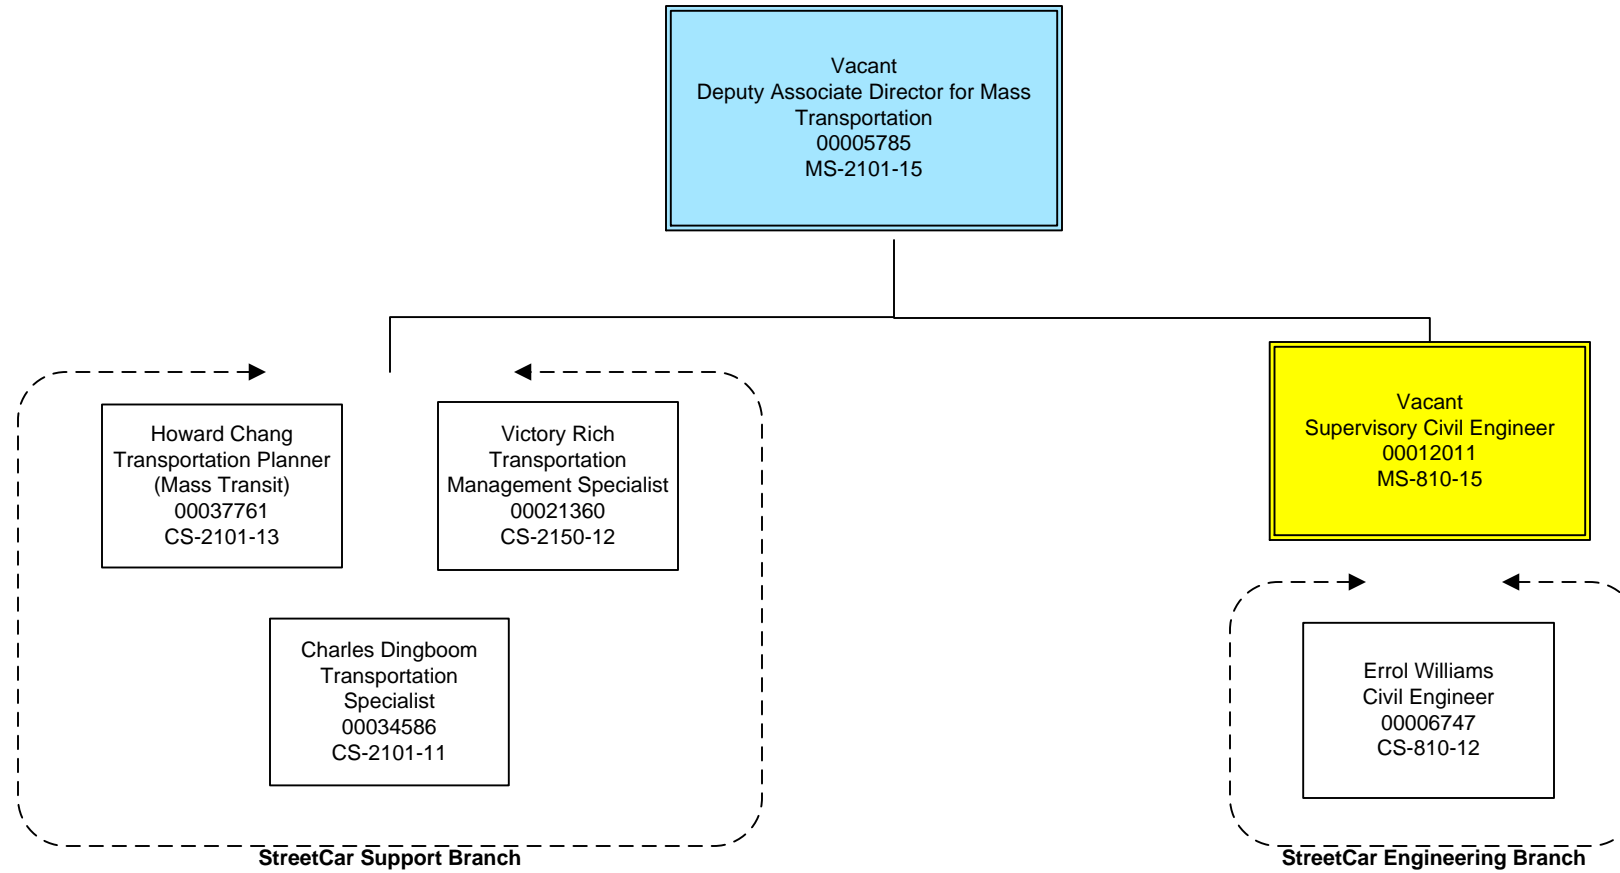 Vacant
Deputy Associate Director for Mass
Transportation
00005785
MS-2101-15
Howard Chang
Transportation Planner
(Mass Transit)
00037761
CS-2101-13
Victory Rich
Transportation
Management Specialist
00021360
CS-2150-12
Charles Dingboom
Transportation
Specialist
00034586
CS-2101-11
StreetCar Support Branch
Vacant
Supervisory Civil Engineer
00012011
MS-810-15
Errol Williams
Civil Engineer
00006747
CS-810-12
StreetCar Engineering Branch